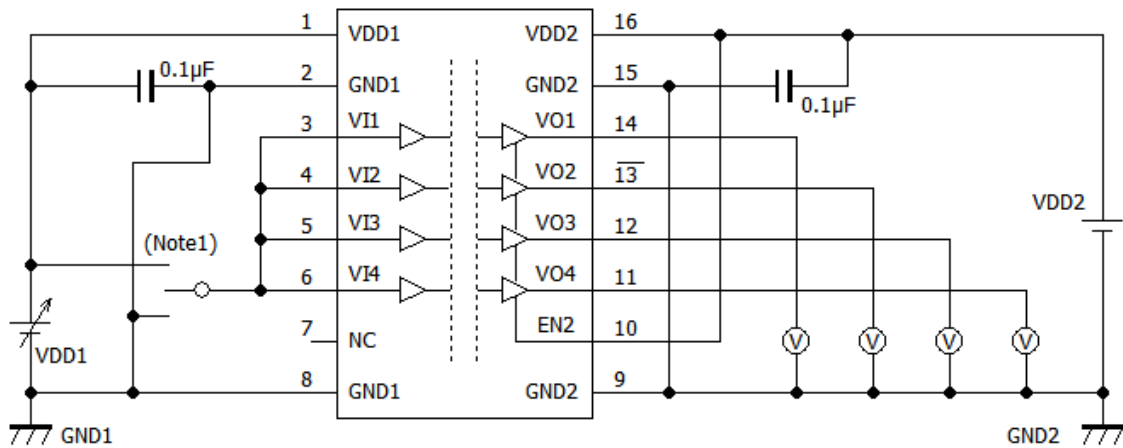 1 VDD1 VDD2 16
0.1µF 2 GND1 GND2 15 0.1µF
3 VI1 VO1 14
4 VI2 VO2 13
5 VI3 VO3 12
(Note1) 6 VI4 VO4 11
7 NC EN2 10
8 GND1 GND2 9
VDD1
VDD2
V V V V
GND1
GND2